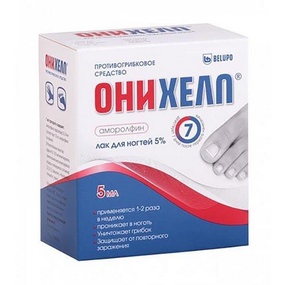 ПРОТИВОГРИБКОВОЕ
СРЕДСТВО
BELUPO
ОНИХЕЛП®
аморолфин
7
лак для ногтей 5%
5 МЛ
применяется 1-2 раза
в неделю
проникает в ноготь
Уничтожает грибок
Защищает от повторного
заражения